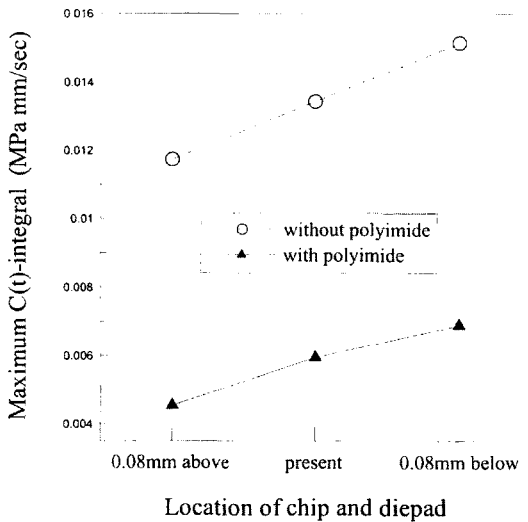 0.016
0.014
0.012
0.01
0.008
0.006
0.004
Maximum C(t)-integral (MPa mm/sec)
without polyimide
with polyimide
0.08mm above
present
0.08mm below
Location of chip and diepad